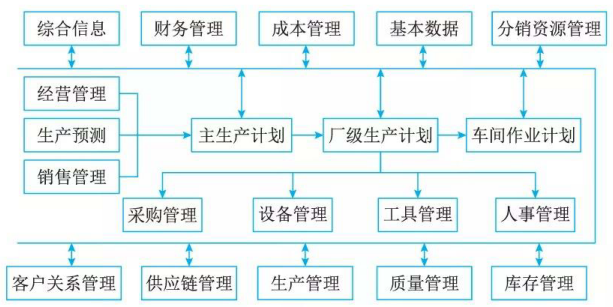 综合信息
财务管理
成本管理
基本数据
分销资源管理
经营管理
生产预测
销售管理
主生产计划
厂级生产计划
车间作业计划
采购管理
设备管理
工具管理
人事管理
客户关系管理
供应链管理
生产管理
质量管理
库存管理